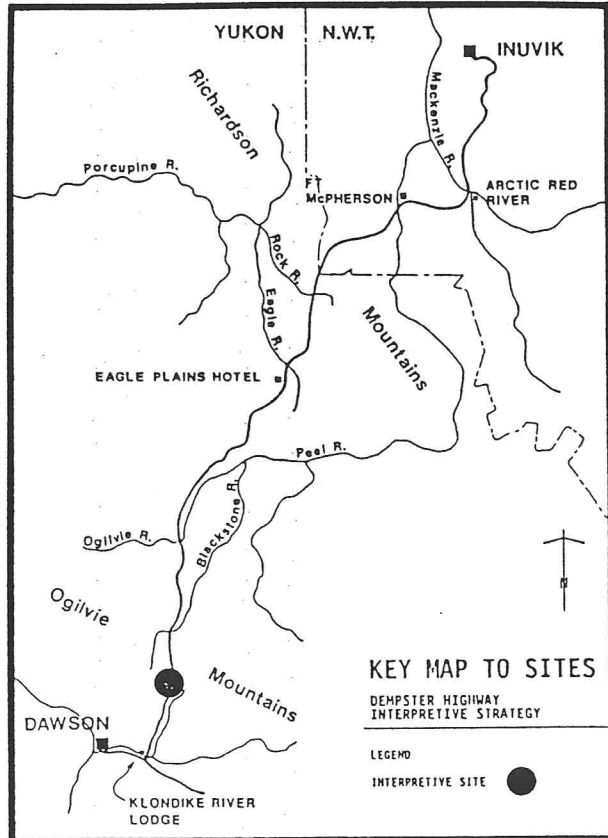 YUKON
N.W.T.
INUVIK
Richardson
Mackenzie R.
Porcupine R.
FT
McPHERSON
ARCTIC RED
RIVER
Rock R.
Eagle R.
Mountains
EAGLE PLAINS HOTEL
Peel R.
Blackstone R.
Ogilvie R.
Ogilvie
N
Mountains
KEY MAP TO SITES
DEMPSTER HIGHWAY
INTERPRETIVE STRATEGY
DAWSON
LEGEND
INTERPRETIVE SITE
KLONDIKE RIVER
LODGE